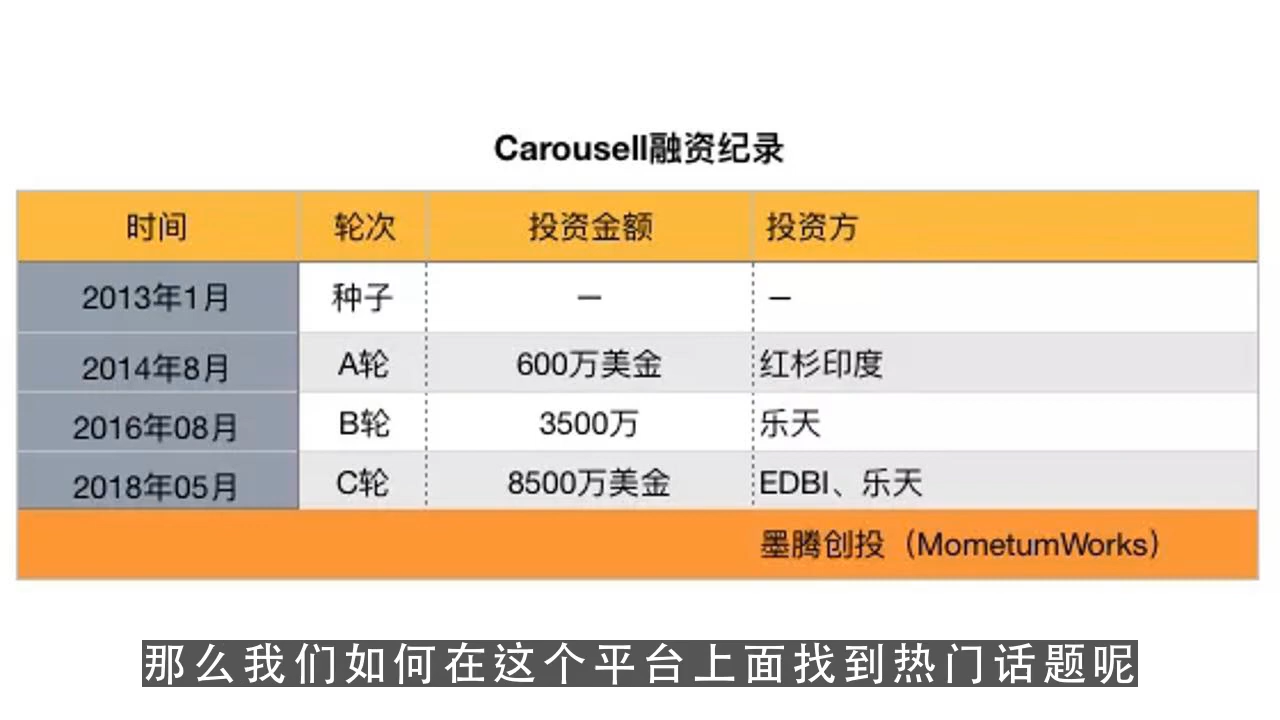 Carousell融资纪录
时间 轮次 投资金额 投资方
2013年1月 种子 — —
2014年8月 A轮 600万美金 红杉印度
2016年08月 B轮 3500万 乐天
2018年05月 C轮 8500万美金 EDBI、乐天
墨腾创投（MometumWorks）
那么我们如何在这个平台上面找到热门话题呢